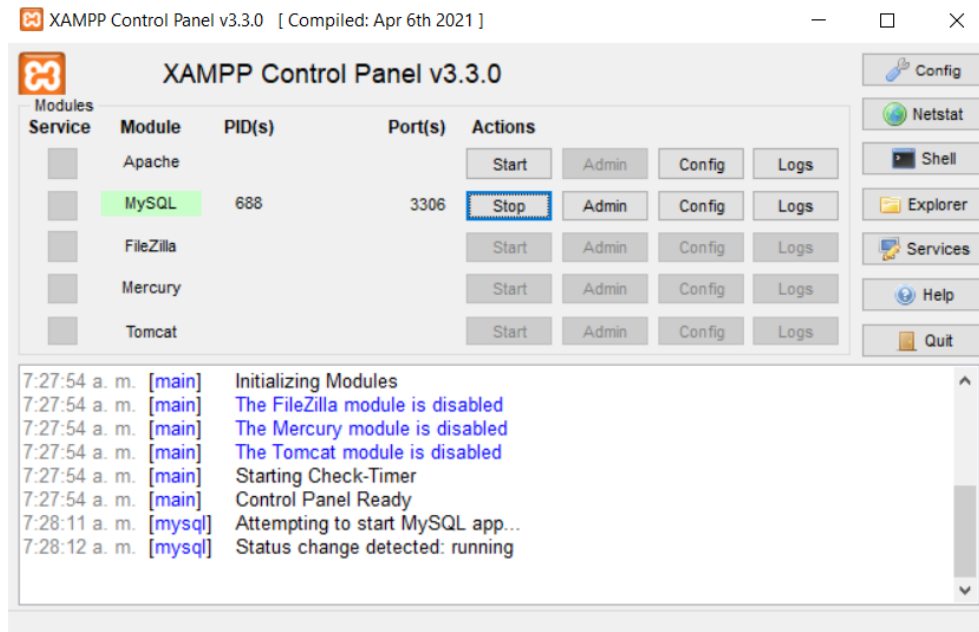 XAMPP Control Panel v3.3.0 [ Compiled: Apr 6th 2021 ]
XAMPP Control Panel v3.3.0
Config
Modules
Service Module PID(s) Port(s) Actions
Netstat
Apache Start Admin Config Logs
Shell
MySQL 688 3306 Stop Admin Config Logs
Explorer
FileZilla Start Admin Config Logs
Services
Mercury Start Admin Config Logs
Help
Tomcat Start Admin Config Logs
Quit
7:27:54 a. m. [main] Initializing Modules
7:27:54 a. m. [main] The FileZilla module is disabled
7:27:54 a. m. [main] The Mercury module is disabled
7:27:54 a. m. [main] The Tomcat module is disabled
7:27:54 a. m. [main] Starting Check-Timer
7:27:54 a. m. [main] Control Panel Ready
7:28:11 a. m. [mysql] Attempting to start MySQL app...
7:28:12 a. m. [mysql] Status change detected: running